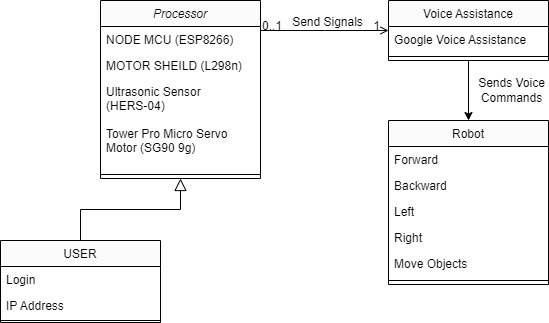 Processor
NODE MCU (ESP8266)
MOTOR SHEILD (L298n)
Ultrasonic Sensor
(HERS-04)
Tower Pro Micro Servo
Motor (SG90 9g)
0..1
Send Signals
1
Voice Assistance
Google Voice Assistance
Sends Voice
Commands
Robot
Forward
Backward
Left
Right
Move Objects
USER
Login
IP Address